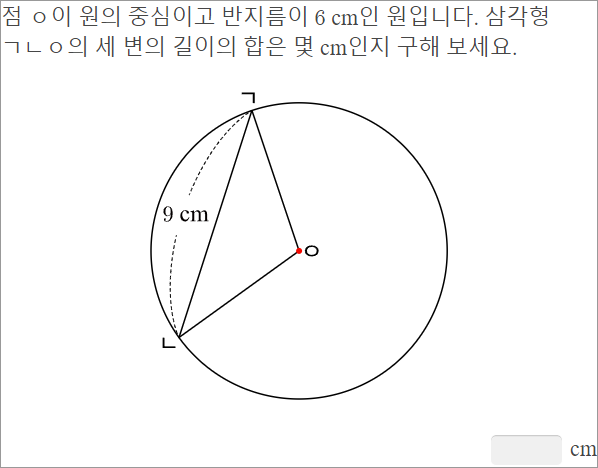 점 ㅇ이 원의 중심이고 반지름이 6 cm인 원입니다. 삼각형
ㄱㄴㅇ의 세 변의 길이의 합은 몇 cm인지 구해 보세요.
ㄱ
9 cm
ㅇ
ㄴ
cm